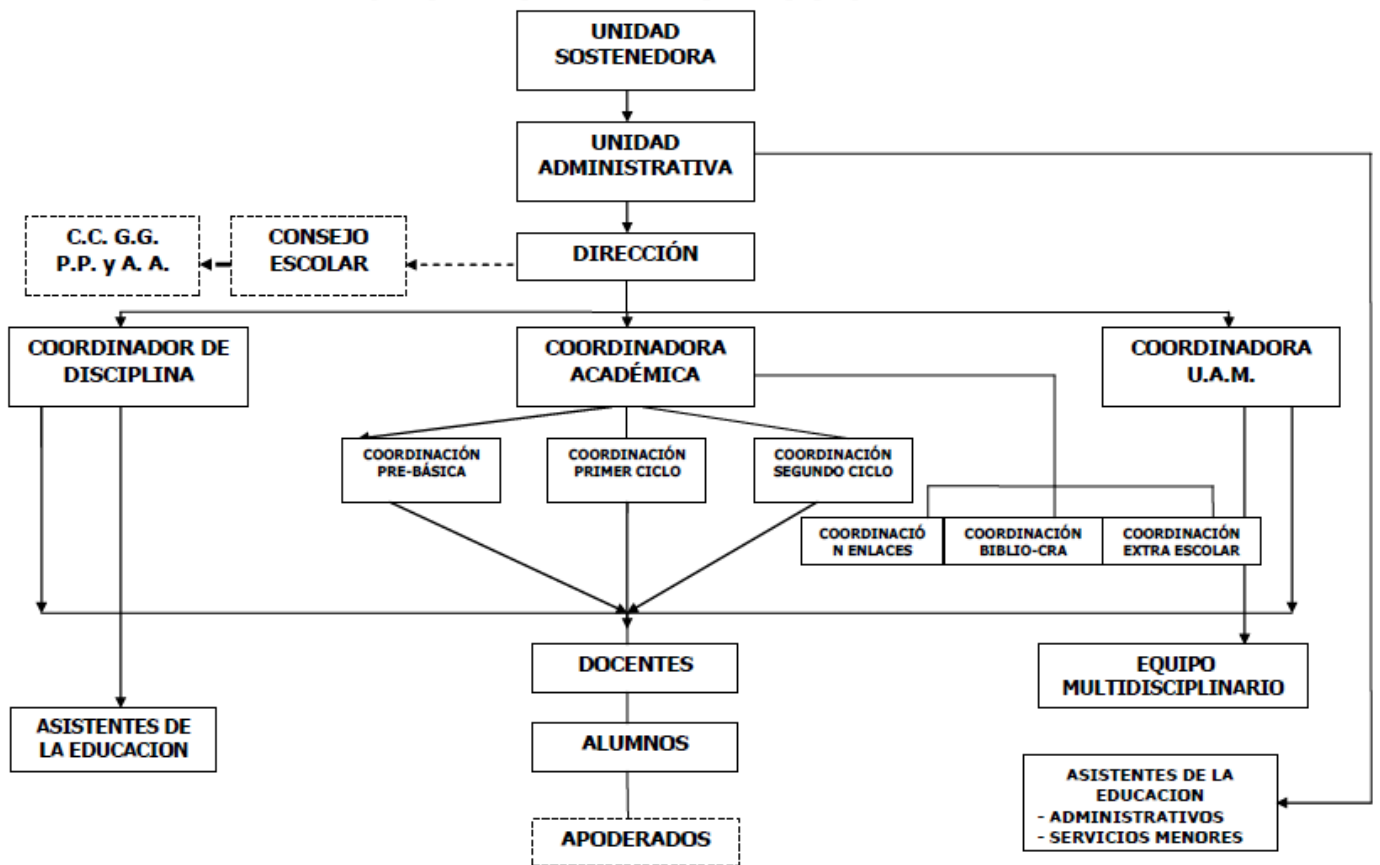 UNIDAD
SOSTENEDORA
UNIDAD
ADMINISTRATIVA
C.C. G.G.
P.P. y A. A.
CONSEJO
ESCOLAR
DIRECCIÓN
COORDINADOR DE
DISCIPLINA
COORDINADORA
ACADÉMICA
COORDINADORA
U.A.M.
COORDINACIÓN
PRE-BÁSICA
COORDINACIÓN
PRIMER CICLO
COORDINACIÓN
SEGUNDO CICLO
COORDINACIÓ
N ENLACES
COORDINACIÓN
BIBLIO-CRA
COORDINACIÓN
EXTRA ESCOLAR
DOCENTES
EQUIPO
MULTIDISCIPLINARIO
ASISTENTES DE
LA EDUCACION
ALUMNOS
ASISTENTES DE LA
EDUCACION
- ADMINISTRATIVOS
- SERVICIOS MENORES
APODERADOS